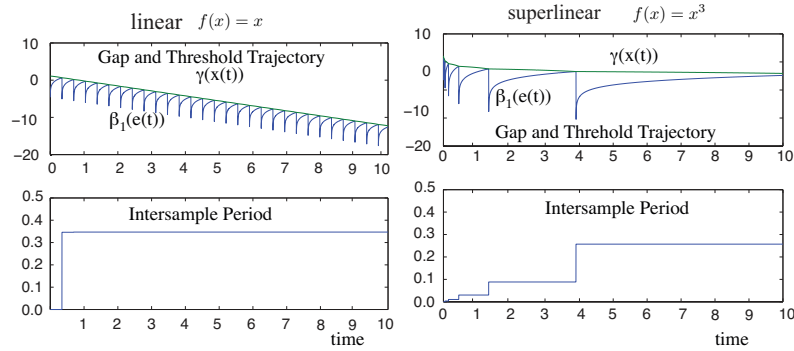 linear f(x) = x
10
0
−10
−20
Gap and Threshold Trajectory
γ(x(t))
β1(e(t))
1 2 3 4 5 6 7 8 9 10
0
0.5
0.4
0.3
0.2
0.1
0.0
Intersample Period
0 1 2 3 4 5 6 7 8 9 10
time
superlinear f(x) = x³
10
0
10
20
γ(x(t))
β1(e(t))
Gap and Threhold Trajectory
0 1 2 3 4 5 6 7 8 9 10
0.5
0.4
0.3
0.2
0.1
0.0
Intersample Period
0 1 2 3 4 5 6 7 8 9 10
time